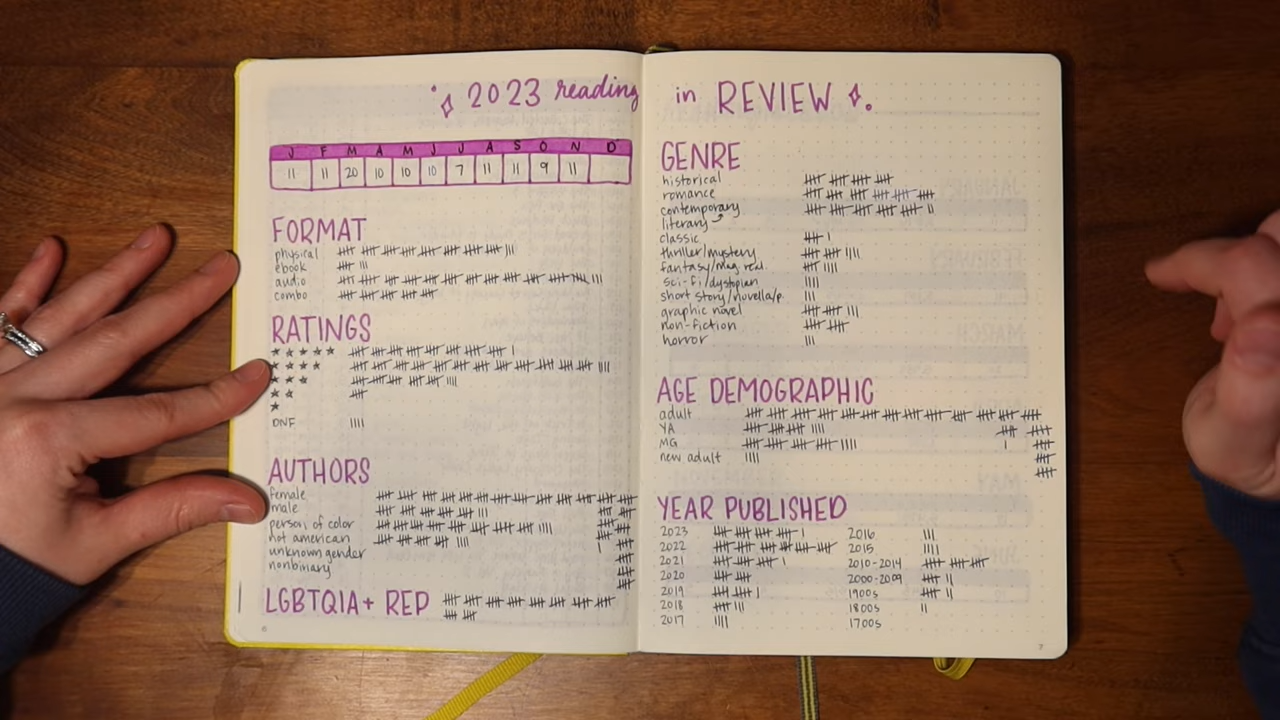 2023 reading in REVIEW
J F M A M J J A S O N D
11 11 20 10 10 10 7 11 11 9 11
FORMAT
physical
ebook
audio
combo
RATINGS
★★★★★
★★★★
★★★
★★
★
DNF
AUTHORS
female
male
person of color
not american
unknown gender
nonbinary
LGBTQIA+ REP
6
GENRE
historical
romance
contemporary
literary
classic
thriller/mystery
fantasy/mag real
sci-fi/dystopian
short story/novella/p.
graphic novel
non-fiction
horror
AGE DEMOGRAPHIC
adult
YA
MG
new adult
YEAR PUBLISHED
2023
2022
2021
2020
2019
2018
2017
2016
2015
2010-2014
2000-2009
1900s
1800s
1700s
7